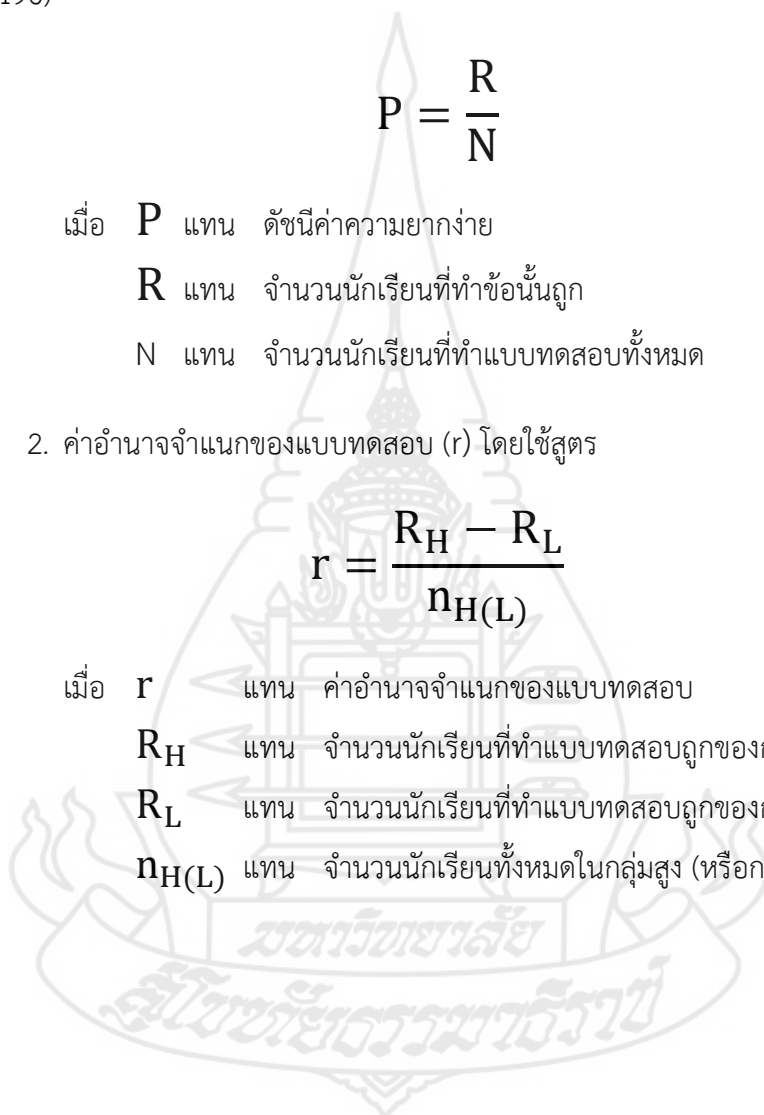 P = R/N
เมื่อ P แทน ดัชนีค่าความยากง่าย
R แทน จำนวนนักเรียนที่ทำข้อนั้นถูก
N แทน จำนวนนักเรียนที่ทำแบบทดสอบทั้งหมด
2. ค่าอำนาจจำแนกของแบบทดสอบ (r) โดยใช้สูตร
r = (R_H − R_L)/n_H(L)
เมื่อ r แทน ค่าอำนาจจำแนกของแบบทดสอบ
R_H แทน จำนวนนักเรียนที่ทำแบบทดสอบถูกของ
R_L แทน จำนวนนักเรียนที่ทำแบบทดสอบถูกของ
n_H(L) แทน จำนวนนักเรียนทั้งหมดในกลุ่มสูง (หรือ
มหาวิทยาลัย
สุโขทัยธรรมาธิราช